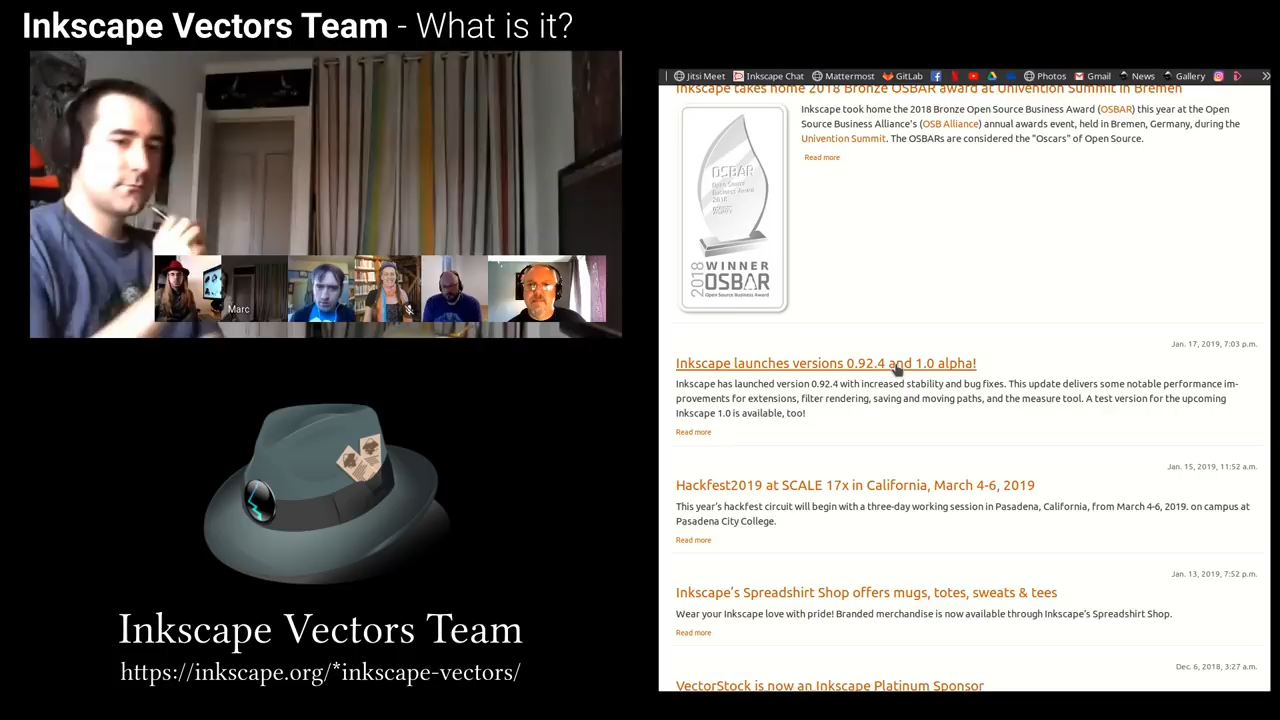 Inkscape Vectors Team - What is it?
Marc
Inkscape Vectors Team
https://inkscape.org/*inkscape-vectors/
Jitsi Meet Inkscape Chat Mattermost GitLab Photos Gmail News Gallery
Inkscape takes home 2018 Bronze OSBAR award at Univention Summit in Bremen
Inkscape took home the 2018 Bronze Open Source Business Award (OSBAR) this year at the Open
Source Business Alliance's (OSB Alliance) annual awards event, held in Bremen, Germany, during the
Univention Summit. The OSBARs are considered the "Oscars" of Open Source.
Read more
OSBAR
Open Source
Business Award
2018
2018 WINNER
OSBAR
Open Source Business Award
Jan. 17, 2019, 7:03 p.m.
Inkscape launches versions 0.92.4 and 1.0 alpha!
Inkscape has launched version 0.92.4 with increased stability and bug fixes. This update delivers some notable performance im-
provements for extensions, filter rendering, saving and moving paths, and the measure tool. A test version for the upcoming
Inkscape 1.0 is available, too!
Read more
Jan. 15, 2019, 11:52 a.m.
Hackfest2019 at SCALE 17x in California, March 4-6, 2019
This year's hackfest circuit will begin with a three-day working session in Pasadena, California, from March 4-6, 2019. on campus at
Pasadena City College.
Read more
Jan. 13, 2019, 7:52 p.m.
Inkscape's Spreadshirt Shop offers mugs, totes, sweats & tees
Wear your Inkscape love with pride! Branded merchandise is now available through Inkscape's Spreadshirt Shop.
Read more
Dec. 6, 2018, 3:27 a.m.
VectorStock is now an Inkscape Platinum Sponsor